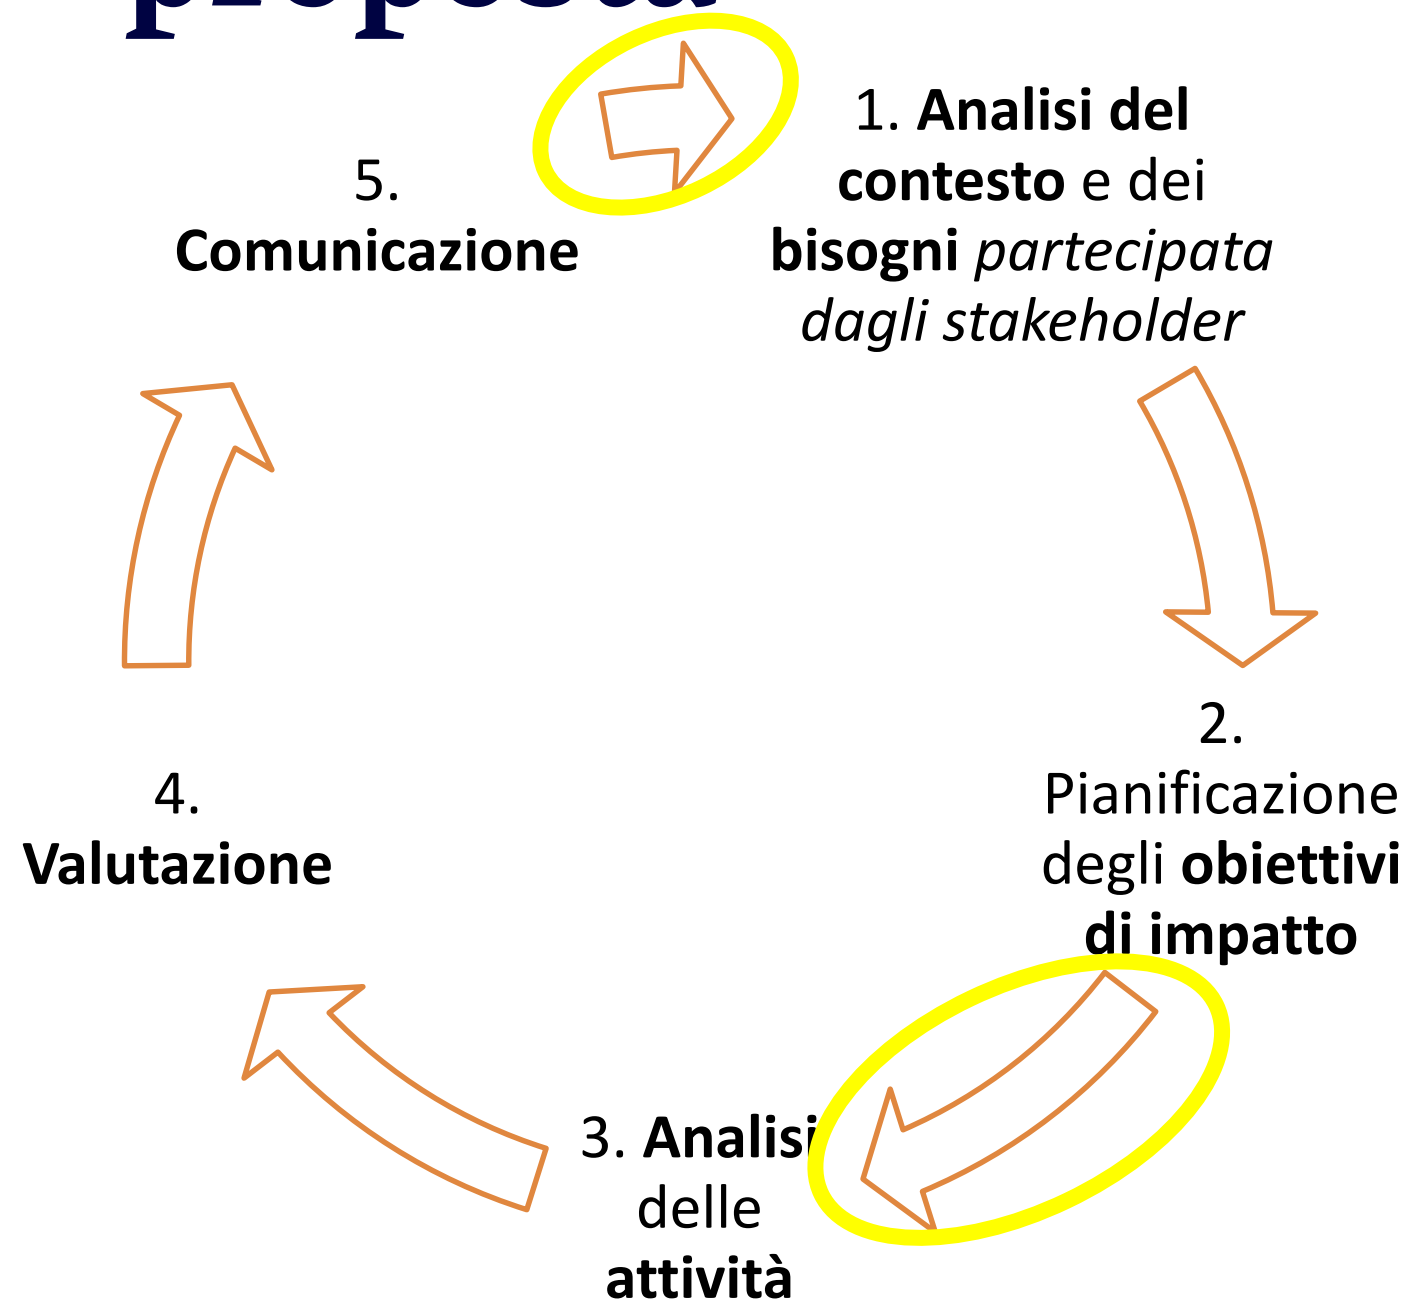 proposta
1. Analisi del
contesto e dei
bisogni partecipata
dagli stakeholder
2.
Pianificazione
degli obiettivi
di impatto
3. Analisi
delle
attività
4.
Valutazione
5.
Comunicazione